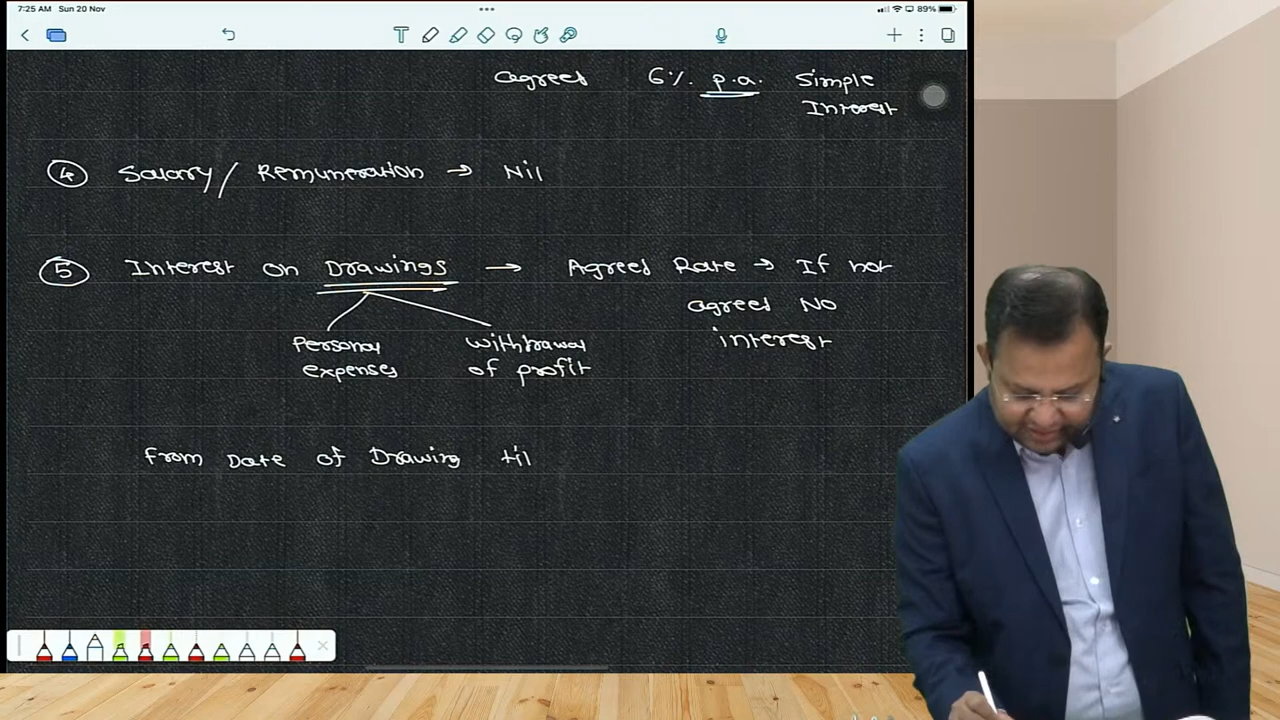 7:25 AM Sun 20 Nov
89%
agreed 6%. p.a. Simple
Interest
4 Salary/ Remuneration → Nil
5 Interest On Drawings → Agreed Rate → If not
agreed No
interest
Personal
expenses
withdrawal
of profit
From Date of Drawing til